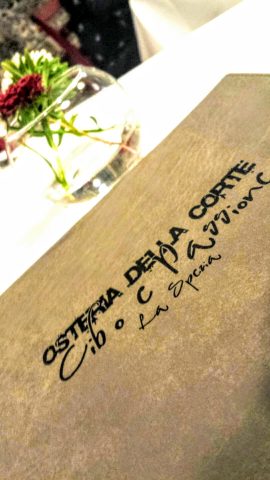 OSTERIA DELLA CORTE
Cibo e passione
La Spezia